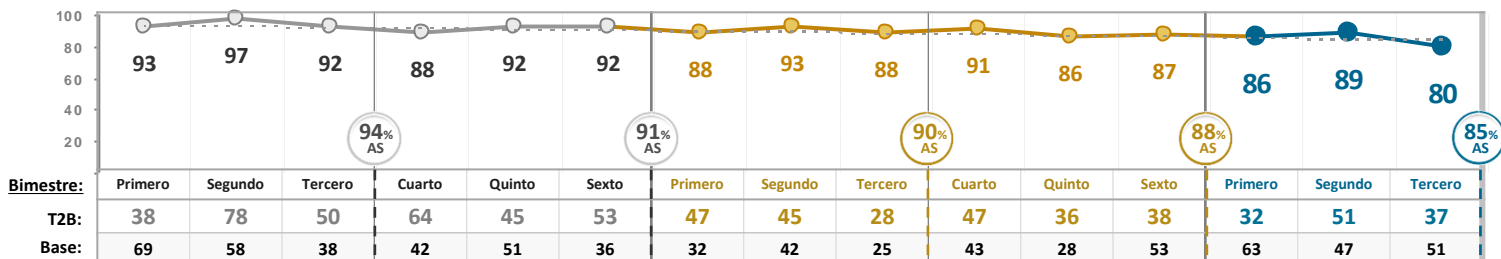 100
80
60
40
20
93 97 92 88 92 92 88 93 88 91 86 87 86 89 80
94% AS 91% AS 90% AS 88% AS 85% AS
Bimestre: Primero Segundo Tercero Cuarto Quinto Sexto Primero Segundo Tercero Cuarto Quinto Sexto Primero Segundo Tercero
T2B: 38 78 50 64 45 53 47 45 28 47 36 38 32 51 37
Base: 69 58 38 42 51 36 32 42 25 43 28 53 63 47 51